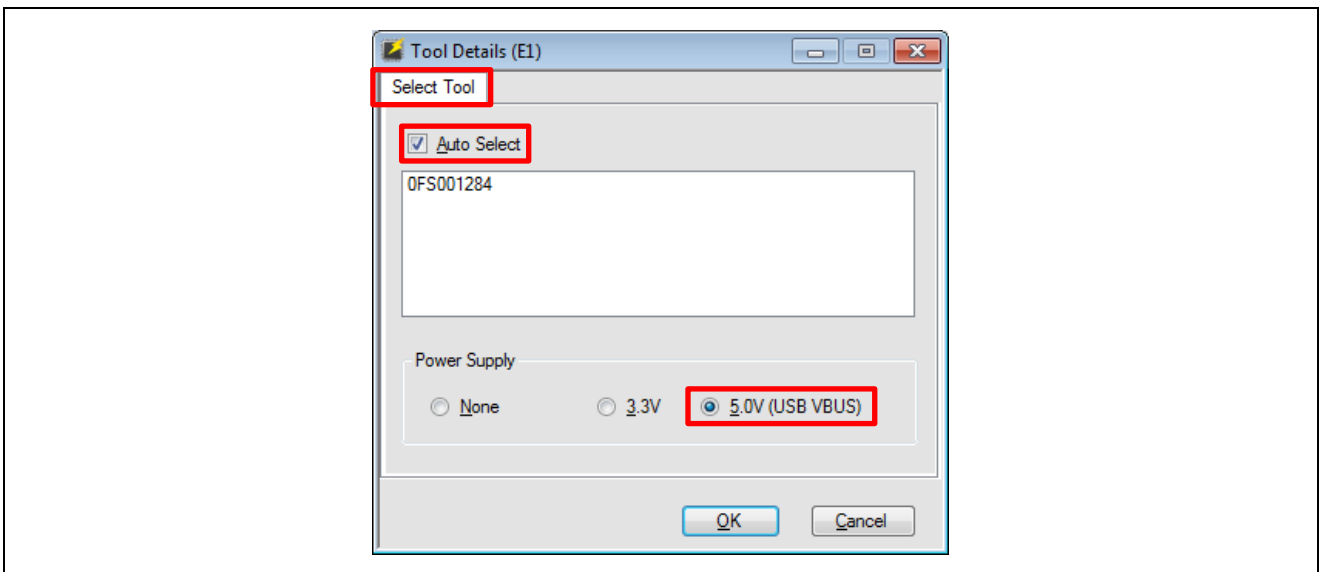 Tool Details (E1)
Select Tool
Auto Select
0FS001284
Power Supply
None 3.3V 5.0V (USB VBUS)
OK Cancel